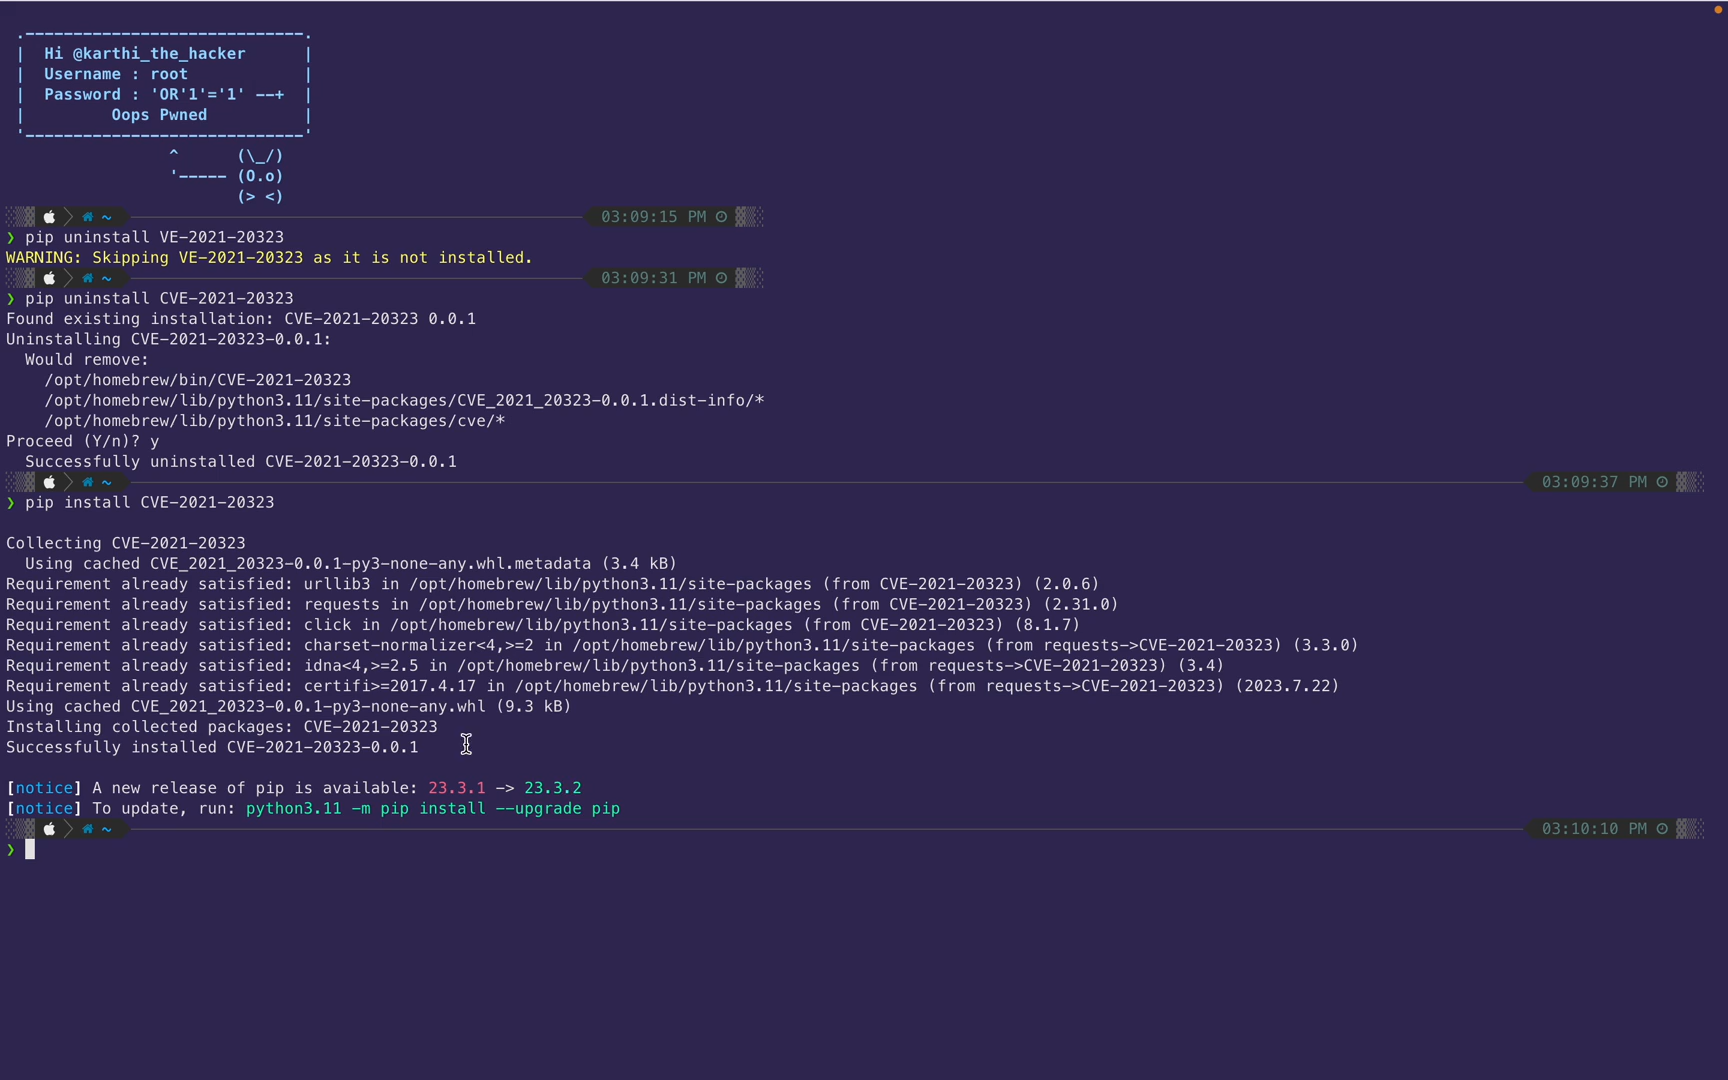 .-----------------------------.
|  Hi @karthi_the_hacker      |
|  Username : root            |
|  Password : 'OR'1'='1' --+  |
|         Oops Pwned          |
'-----------------------------'
^      (\_/)
'----- (O.o)
(> <)
~ 03:09:15 PM
❯ pip uninstall VE-2021-20323
WARNING: Skipping VE-2021-20323 as it is not installed.
~ 03:09:31 PM
❯ pip uninstall CVE-2021-20323
Found existing installation: CVE-2021-20323 0.0.1
Uninstalling CVE-2021-20323-0.0.1:
  Would remove:
    /opt/homebrew/bin/CVE-2021-20323
    /opt/homebrew/lib/python3.11/site-packages/CVE_2021_20323-0.0.1.dist-info/*
    /opt/homebrew/lib/python3.11/site-packages/cve/*
Proceed (Y/n)? y
  Successfully uninstalled CVE-2021-20323-0.0.1
~ 03:09:37 PM
❯ pip install CVE-2021-20323
Collecting CVE-2021-20323
  Using cached CVE_2021_20323-0.0.1-py3-none-any.whl.metadata (3.4 kB)
Requirement already satisfied: urllib3 in /opt/homebrew/lib/python3.11/site-packages (from CVE-2021-20323) (2.0.6)
Requirement already satisfied: requests in /opt/homebrew/lib/python3.11/site-packages (from CVE-2021-20323) (2.31.0)
Requirement already satisfied: click in /opt/homebrew/lib/python3.11/site-packages (from CVE-2021-20323) (8.1.7)
Requirement already satisfied: charset-normalizer<4,>=2 in /opt/homebrew/lib/python3.11/site-packages (from requests->CVE-2021-20323) (3.3.0)
Requirement already satisfied: idna<4,>=2.5 in /opt/homebrew/lib/python3.11/site-packages (from requests->CVE-2021-20323) (3.4)
Requirement already satisfied: certifi>=2017.4.17 in /opt/homebrew/lib/python3.11/site-packages (from requests->CVE-2021-20323) (2023.7.22)
Using cached CVE_2021_20323-0.0.1-py3-none-any.whl (9.3 kB)
Installing collected packages: CVE-2021-20323
Successfully installed CVE-2021-20323-0.0.1
[notice] A new release of pip is available: 23.3.1 -> 23.3.2
[notice] To update, run: python3.11 -m pip install --upgrade pip
~ 03:10:10 PM
❯